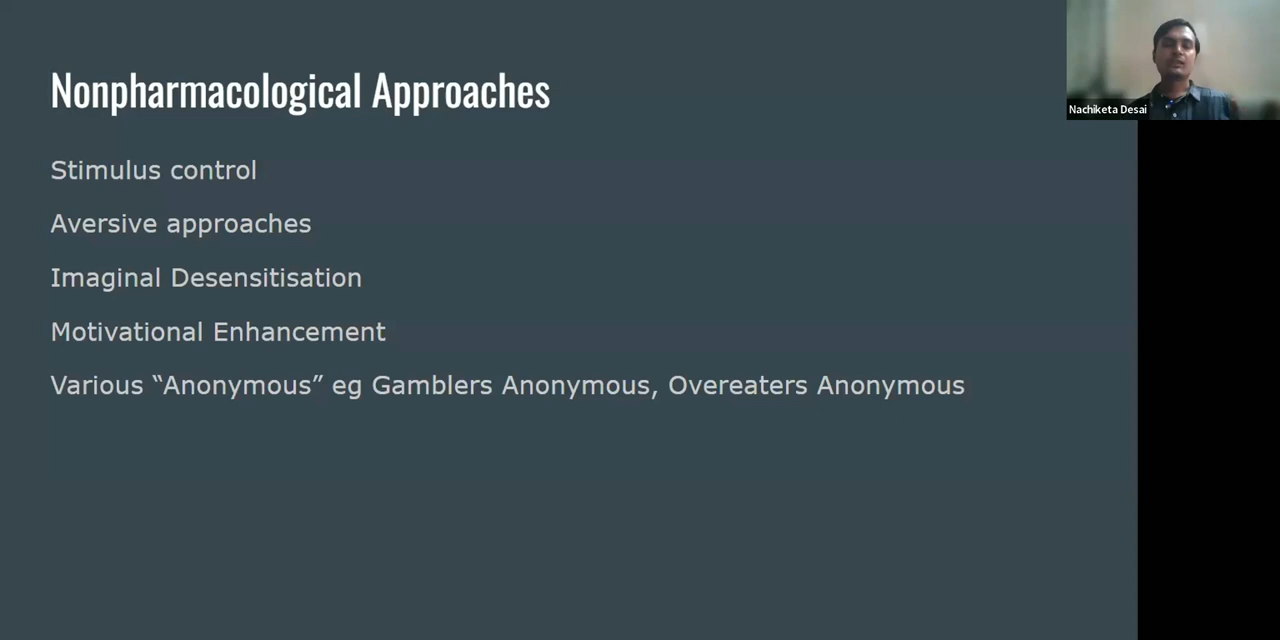 Nonpharmacological Approaches
Stimulus control
Aversive approaches
Imaginal Desensitisation
Motivational Enhancement
Various “Anonymous” eg Gamblers Anonymous, Overeaters Anonymous
Nachiketa Desai